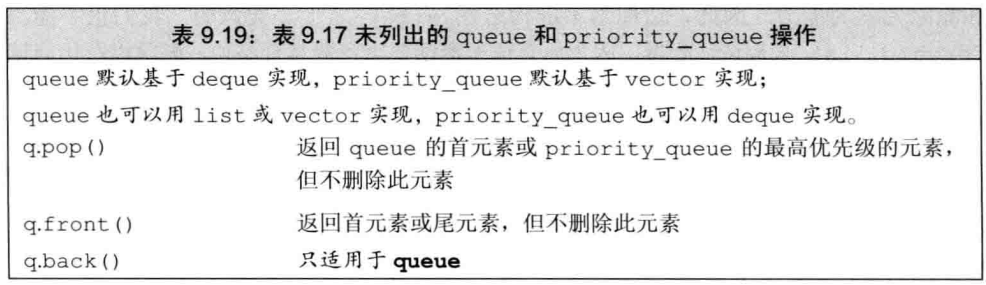 表 9.19：表 9.17 未列出的 queue 和 priority_queue 操作
queue 默认基于 deque 实现，priority_queue 默认基于 vector 实现；
queue 也可以用 list 或 vector 实现，priority_queue 也可以用 deque 实现。
q.pop() 返回 queue 的首元素或 priority_queue 的最高优先级的元素，
但不删除此元素
q.front() 返回首元素或尾元素，但不删除此元素
q.back() 只适用于 queue